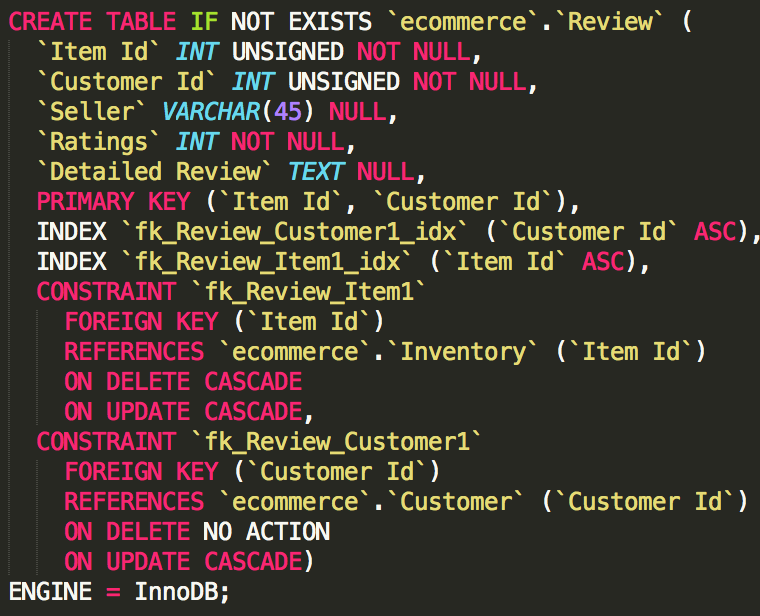 CREATE TABLE IF NOT EXISTS `ecommerce`.`Review` (
  `Item Id` INT UNSIGNED NOT NULL,
  `Customer Id` INT UNSIGNED NOT NULL,
  `Seller` VARCHAR(45) NULL,
  `Ratings` INT NOT NULL,
  `Detailed Review` TEXT NULL,
  PRIMARY KEY (`Item Id`, `Customer Id`),
  INDEX `fk_Review_Customer1_idx` (`Customer Id` ASC),
  INDEX `fk_Review_Item1_idx` (`Item Id` ASC),
  CONSTRAINT `fk_Review_Item1`
    FOREIGN KEY (`Item Id`)
    REFERENCES `ecommerce`.`Inventory` (`Item Id`)
    ON DELETE CASCADE
    ON UPDATE CASCADE,
  CONSTRAINT `fk_Review_Customer1`
    FOREIGN KEY (`Customer Id`)
    REFERENCES `ecommerce`.`Customer` (`Customer Id`)
    ON DELETE NO ACTION
    ON UPDATE CASCADE)
ENGINE = InnoDB;